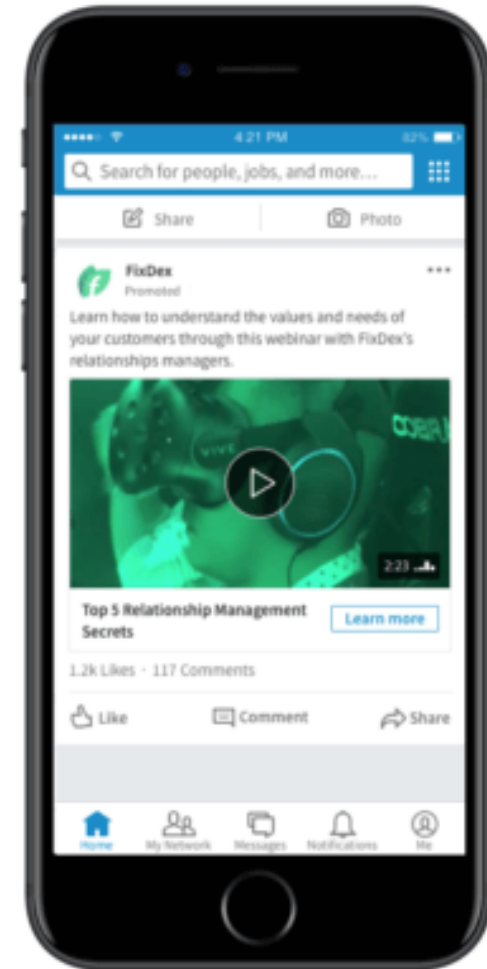 4:21 PM 82%
Search for people, jobs, and more...
Share Photo
FixDex
Promoted
Learn how to understand the values and needs of
your customers through this webinar with FixDex's
relationships managers.
VIVE
2:23
Top 5 Relationship Management
Secrets
Learn more
1.2k Likes · 117 Comments
Like Comment Share
Home My Network Messages Notifications Me